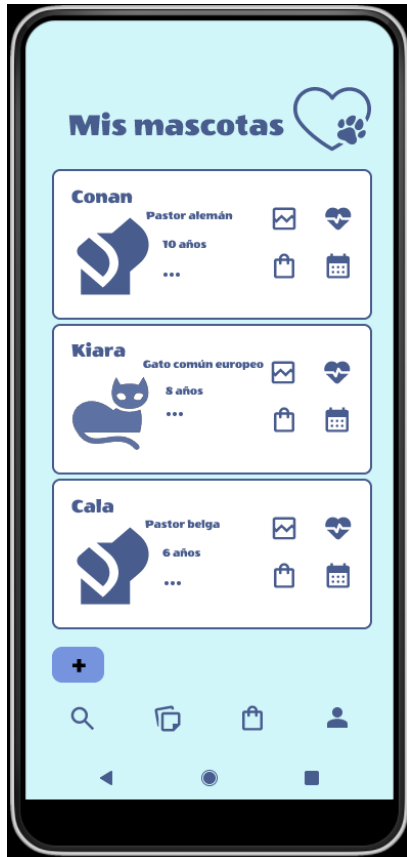 Mis mascotas
Conan
Pastor alemán
10 años
...
Kiara
Gato común europeo
8 años
...
Cala
Pastor belga
6 años
...
+